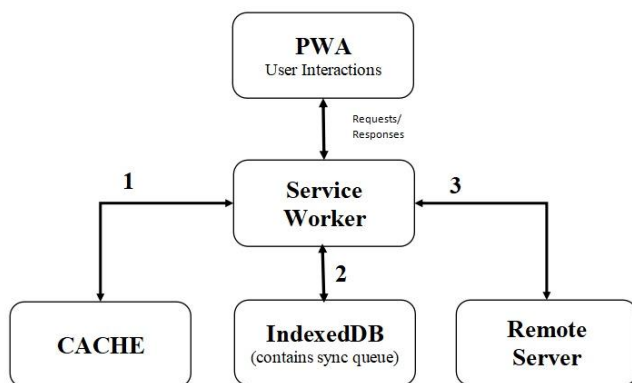 PWA
User Interactions
Requests/
Responses
1
Service
Worker
3
2
CACHE
IndexedDB
(contains sync queue)
Remote
Server